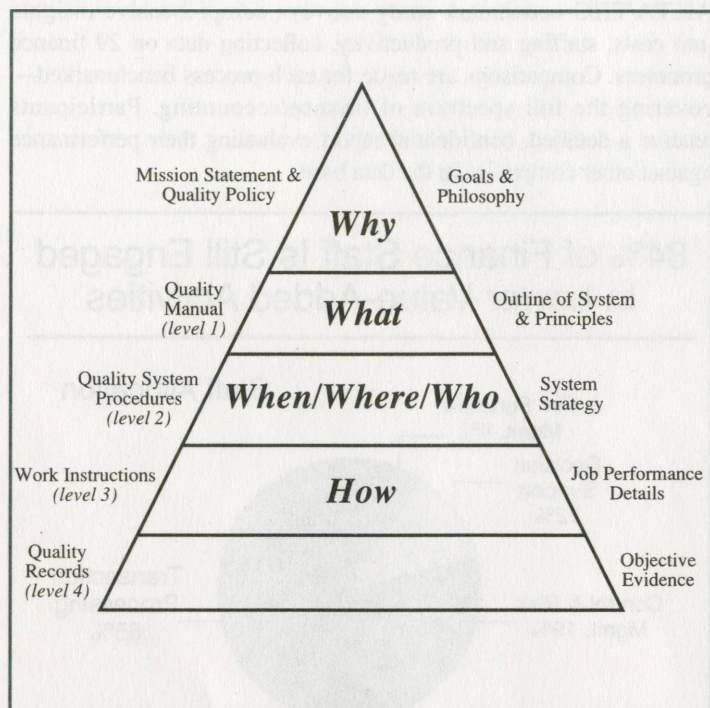 Mission Statement &
Quality Policy
Goals &
Philosophy
Why
Quality
Manual
(level 1)
What
Outline of System
& Principles
Quality System
Procedures
(level 2)
When/Where/Who
System
Strategy
Work Instructions
(level 3)
How
Job Performance
Details
Quality
Records
(level 4)
Objective
Evidence